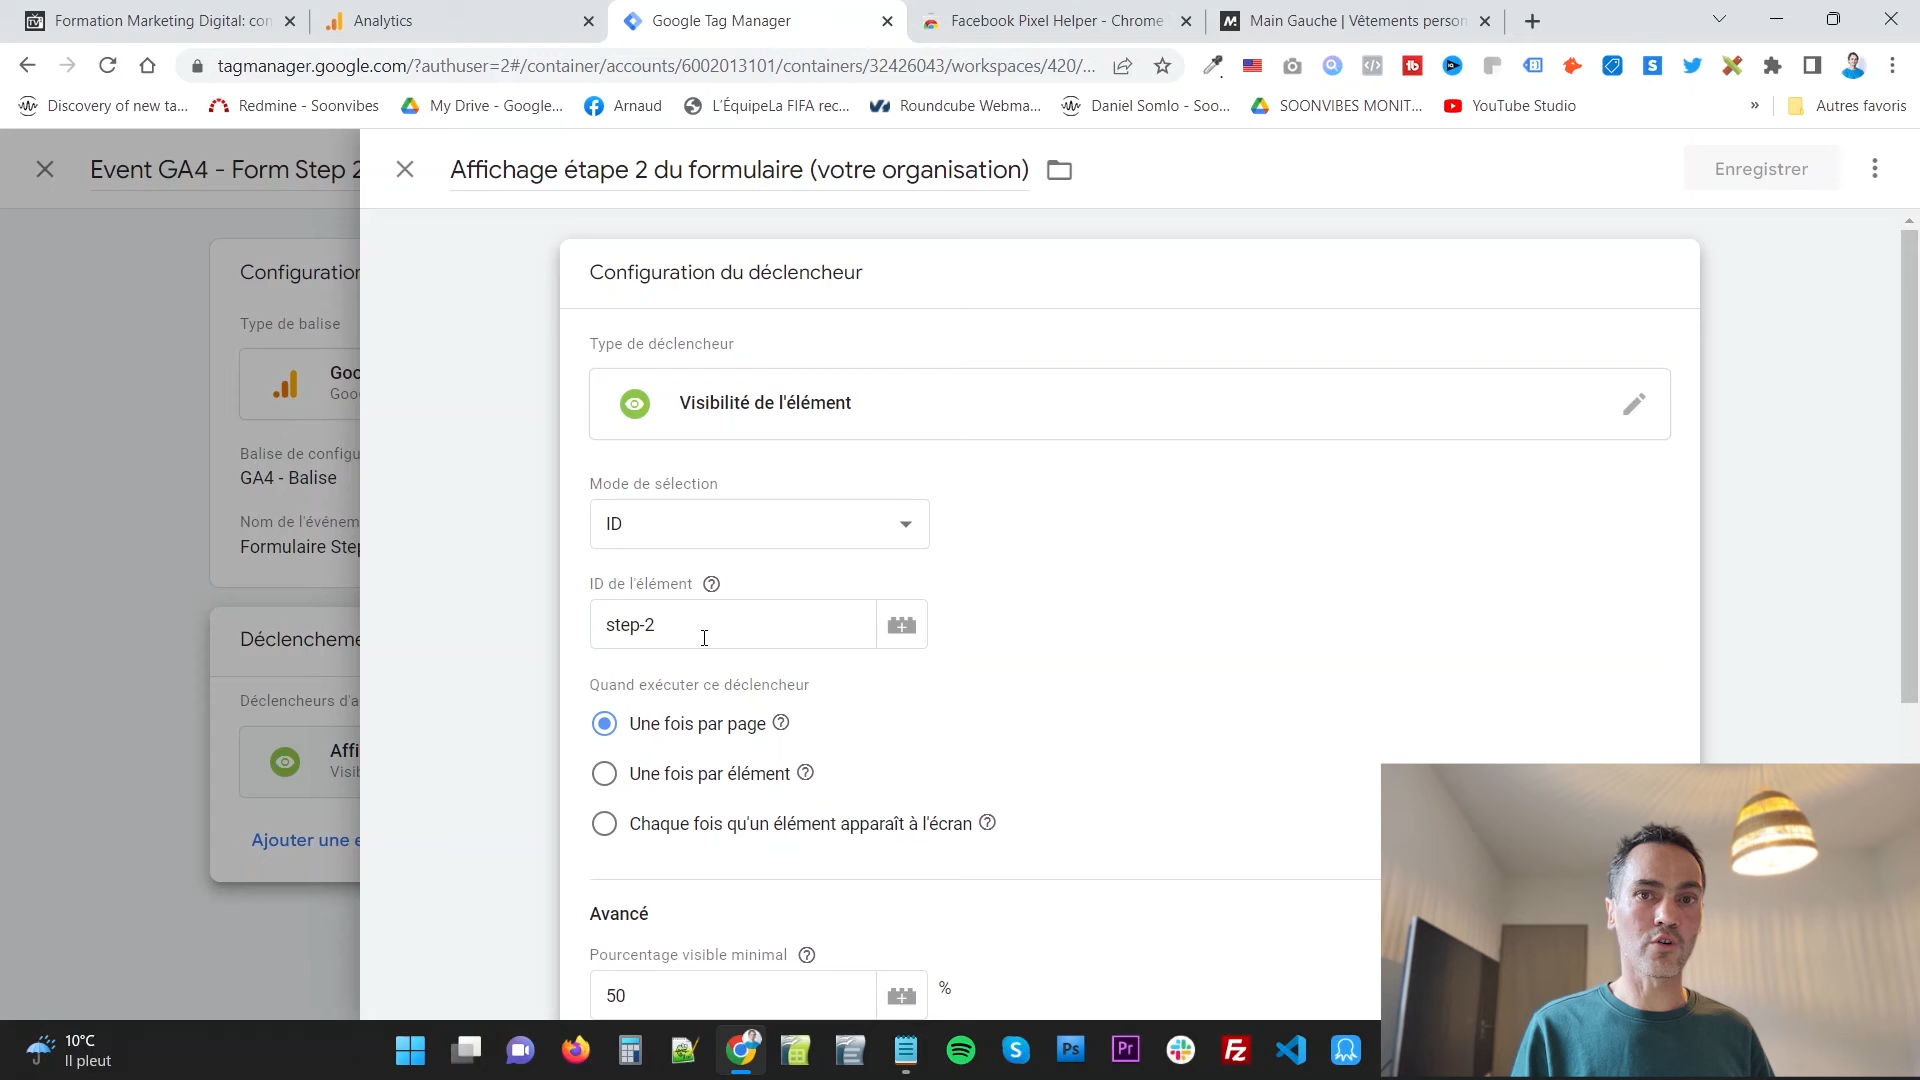 Formation Marketing Digital: con
Analytics
Google Tag Manager
Facebook Pixel Helper - Chrome
Main Gauche | Vêtements person
tagmanager.google.com/?authuser=2#/container/accounts/6002013101/containers/32426043/workspaces/420/...
Discovery of new ta...
Redmine - Soonvibes
My Drive - Google...
Arnaud
L'ÉquipeLa FIFA rec...
Roundcube Webma...
Daniel Somlo - Soo...
SOONVIBES MONIT...
YouTube Studio
»
Autres favoris
Event GA4 - Form Step 2
Affichage étape 2 du formulaire (votre organisation)
Enregistrer
Configuration
Type de balise
Goo
Goo
Balise de configu
GA4 - Balise
Nom de l'événem
Formulaire Step
Déclencheme
Déclencheurs d'a
Affi
Visib
Ajouter une e
Configuration du déclencheur
Type de déclencheur
Visibilité de l'élément
Mode de sélection
ID
ID de l'élément
step-2
Quand exécuter ce déclencheur
Une fois par page
Une fois par élément
Chaque fois qu'un élément apparaît à l'écran
Avancé
Pourcentage visible minimal
50
%
10°C
Il pleut